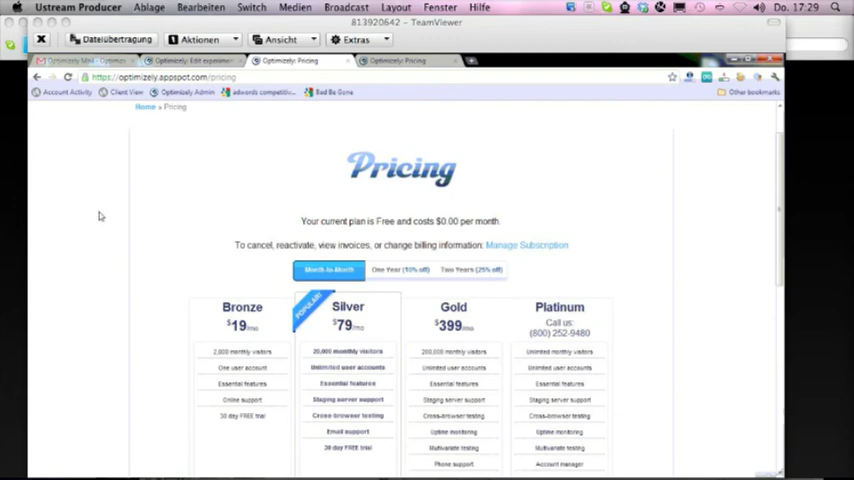 Ustream Producer Ablage Bearbeiten Switch Medien Broadcast Layout Fenster Hilfe Do. 17:29
813920642 - TeamViewer
Dateiübertragung Aktionen Ansicht Extras
Optimizely: Edit experime Optimizely: Pricing Optimizely: Pricing
https://optimizely.appspot.com/pricing
Account Activity Client View Optimizely Admin adwords competitiv... Bad Be Gone Other bookmarks
Home » Pricing
Pricing
Your current plan is Free and costs $0.00 per month.
To cancel, reactivate, view invoices, or change billing information: Manage Subscription
Month-to-Month One Year (10% off) Two Years (25% off)
POPULAR!
Bronze Silver Gold Platinum
$19/mo $79/mo $399/mo Call us:
(800) 252-9480
2,000 monthly visitors 20,000 monthly visitors 200,000 monthly visitors Unlimited monthly visitors
One user account Unlimited user accounts Unlimited user accounts Unlimited user accounts
Essential features Essential features Essential features Essential features
Online support Staging server support Staging server support Staging server support
30 day FREE trial Cross-browser testing Cross-browser testing Cross-browser testing
Email support Uptime monitoring Uptime monitoring
30 day FREE trial Multivariate testing Multivariate testing
Phone support Account manager